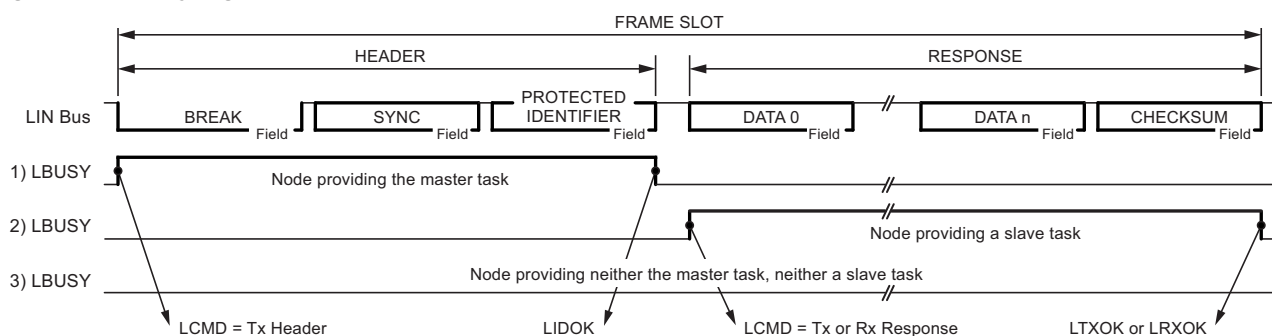 FRAME SLOT
HEADER
RESPONSE
LIN Bus
BREAK
Field
SYNC
Field
PROTECTED
IDENTIFIER
Field
DATA 0
Field
DATA n
Field
CHECKSUM
Field
1) LBUSY
Node providing the master task
2) LBUSY
Node providing a slave task
3) LBUSY
Node providing neither the master task, neither a slave task
LCMD = Tx Header
LIDOK
LCMD = Tx or Rx Response
LTXOK or LRXOK